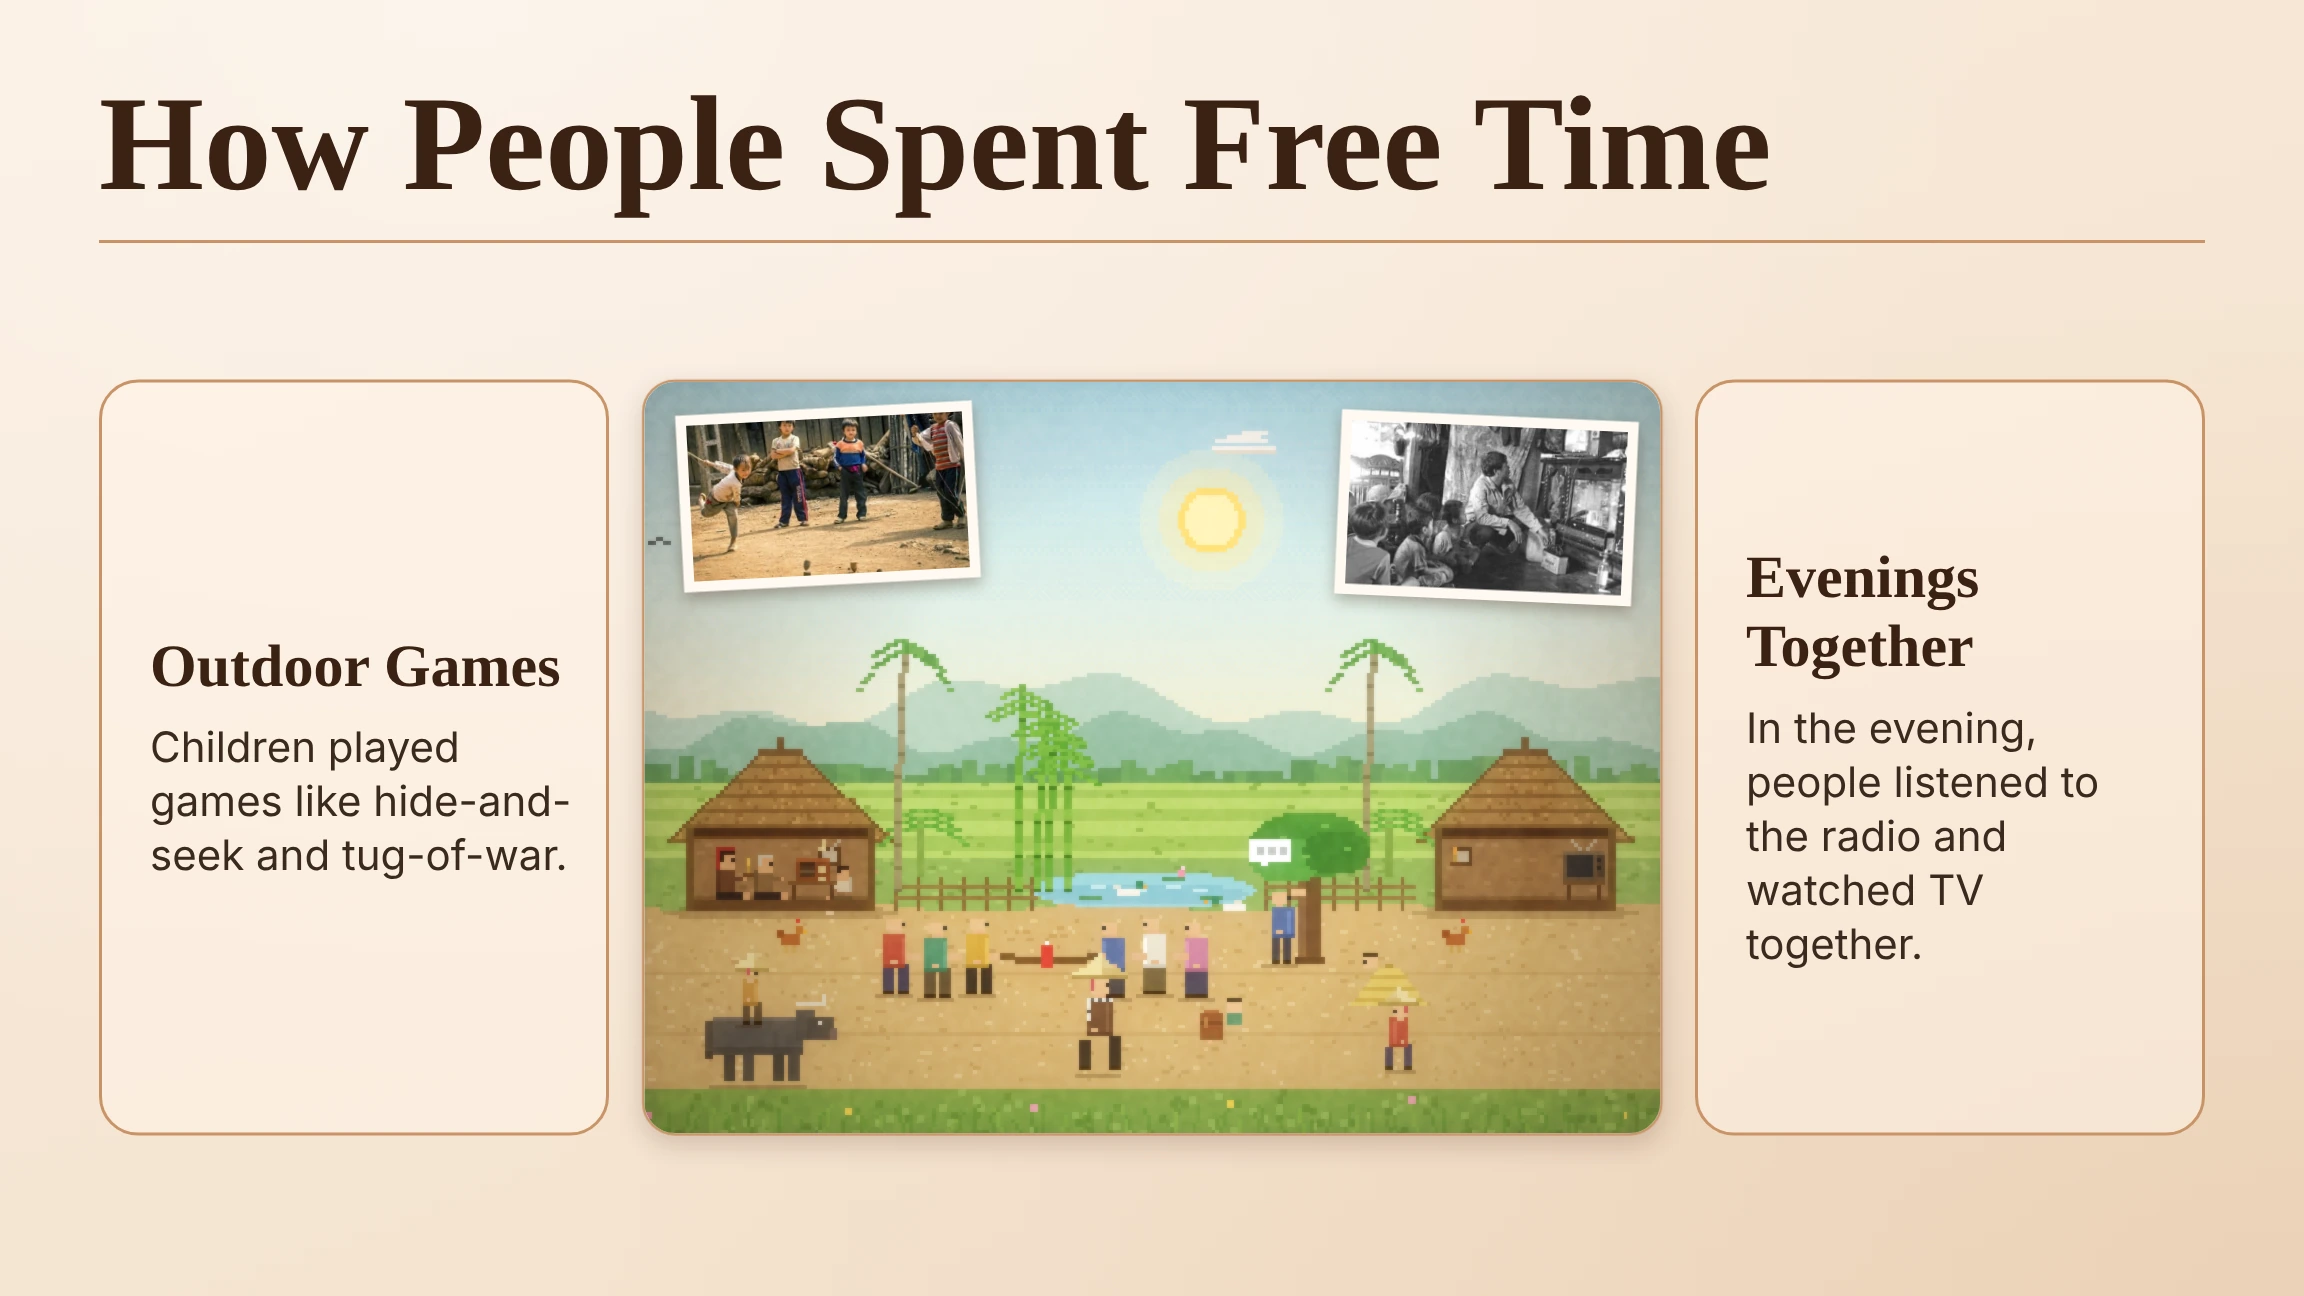 How People Spent Free Time
Outdoor Games
Children played
games like hide-and-
seek and tug-of-war.
Evenings
Together
In the evening,
people listened to
the radio and
watched TV
together.